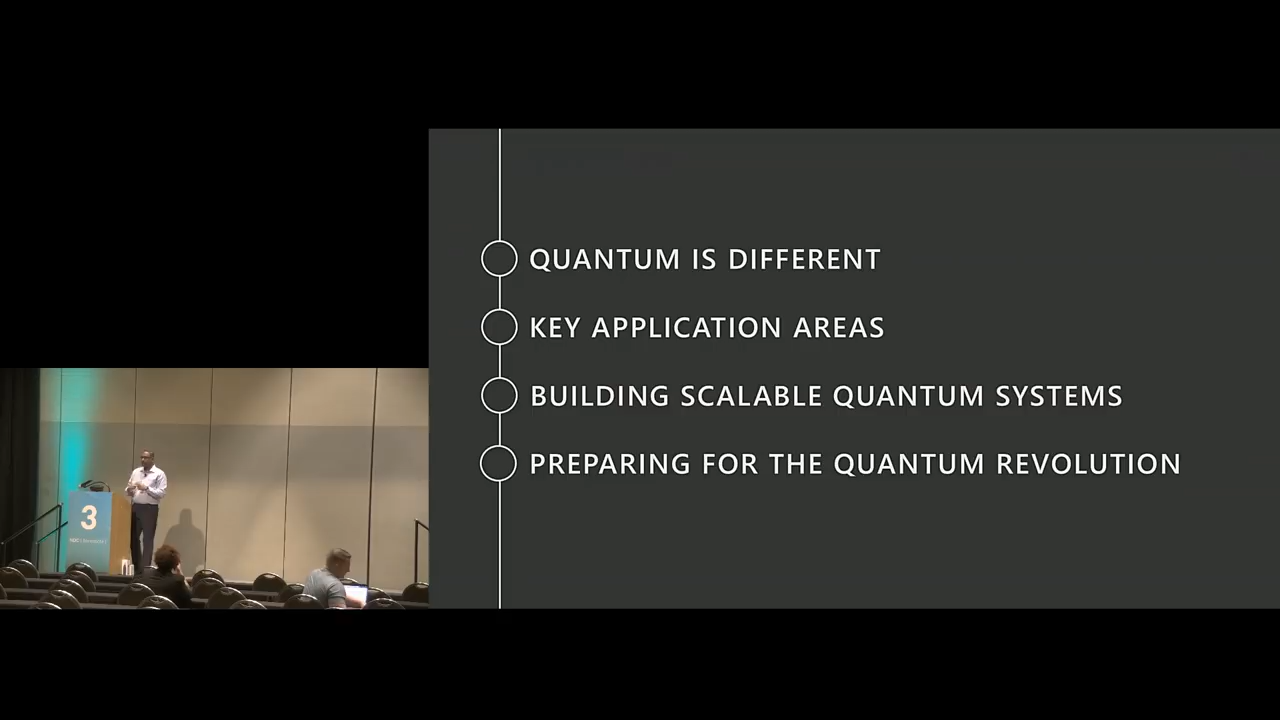 QUANTUM IS DIFFERENT
KEY APPLICATION AREAS
BUILDING SCALABLE QUANTUM SYSTEMS
PREPARING FOR THE QUANTUM REVOLUTION
3